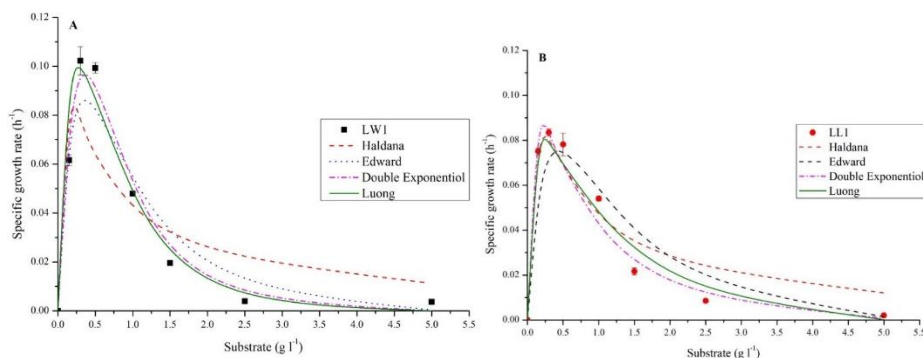 A
0.12
0.10
0.08
0.06
0.04
0.02
0.00
Specific growth rate (h⁻¹)
LW1
Haldana
Edward
Double Exponentiol
Luong
0.0 0.5 1.0 1.5 2.0 2.5 3.0 3.5 4.0 4.5 5.0 5.5
Substrate (g l⁻¹)
B
0.12
0.10
0.08
0.06
0.04
0.02
0.00
Specific growth rate (h⁻¹)
LL1
Haldana
Edward
Double Exponentiol
Luong
0.0 0.5 1.0 1.5 2.0 2.5 3.0 3.5 4.0 4.5 5.0 5.5
Substrate (g l⁻¹)